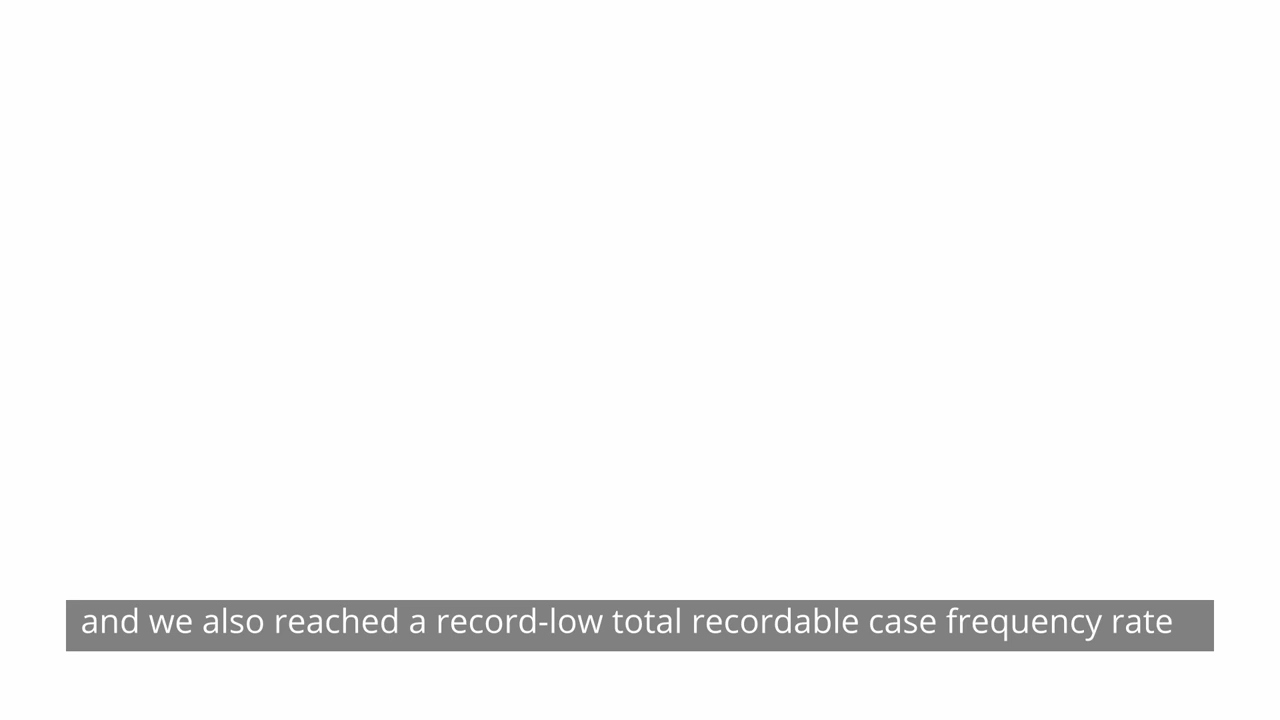 and we also reached a record-low total recordable case frequency rate